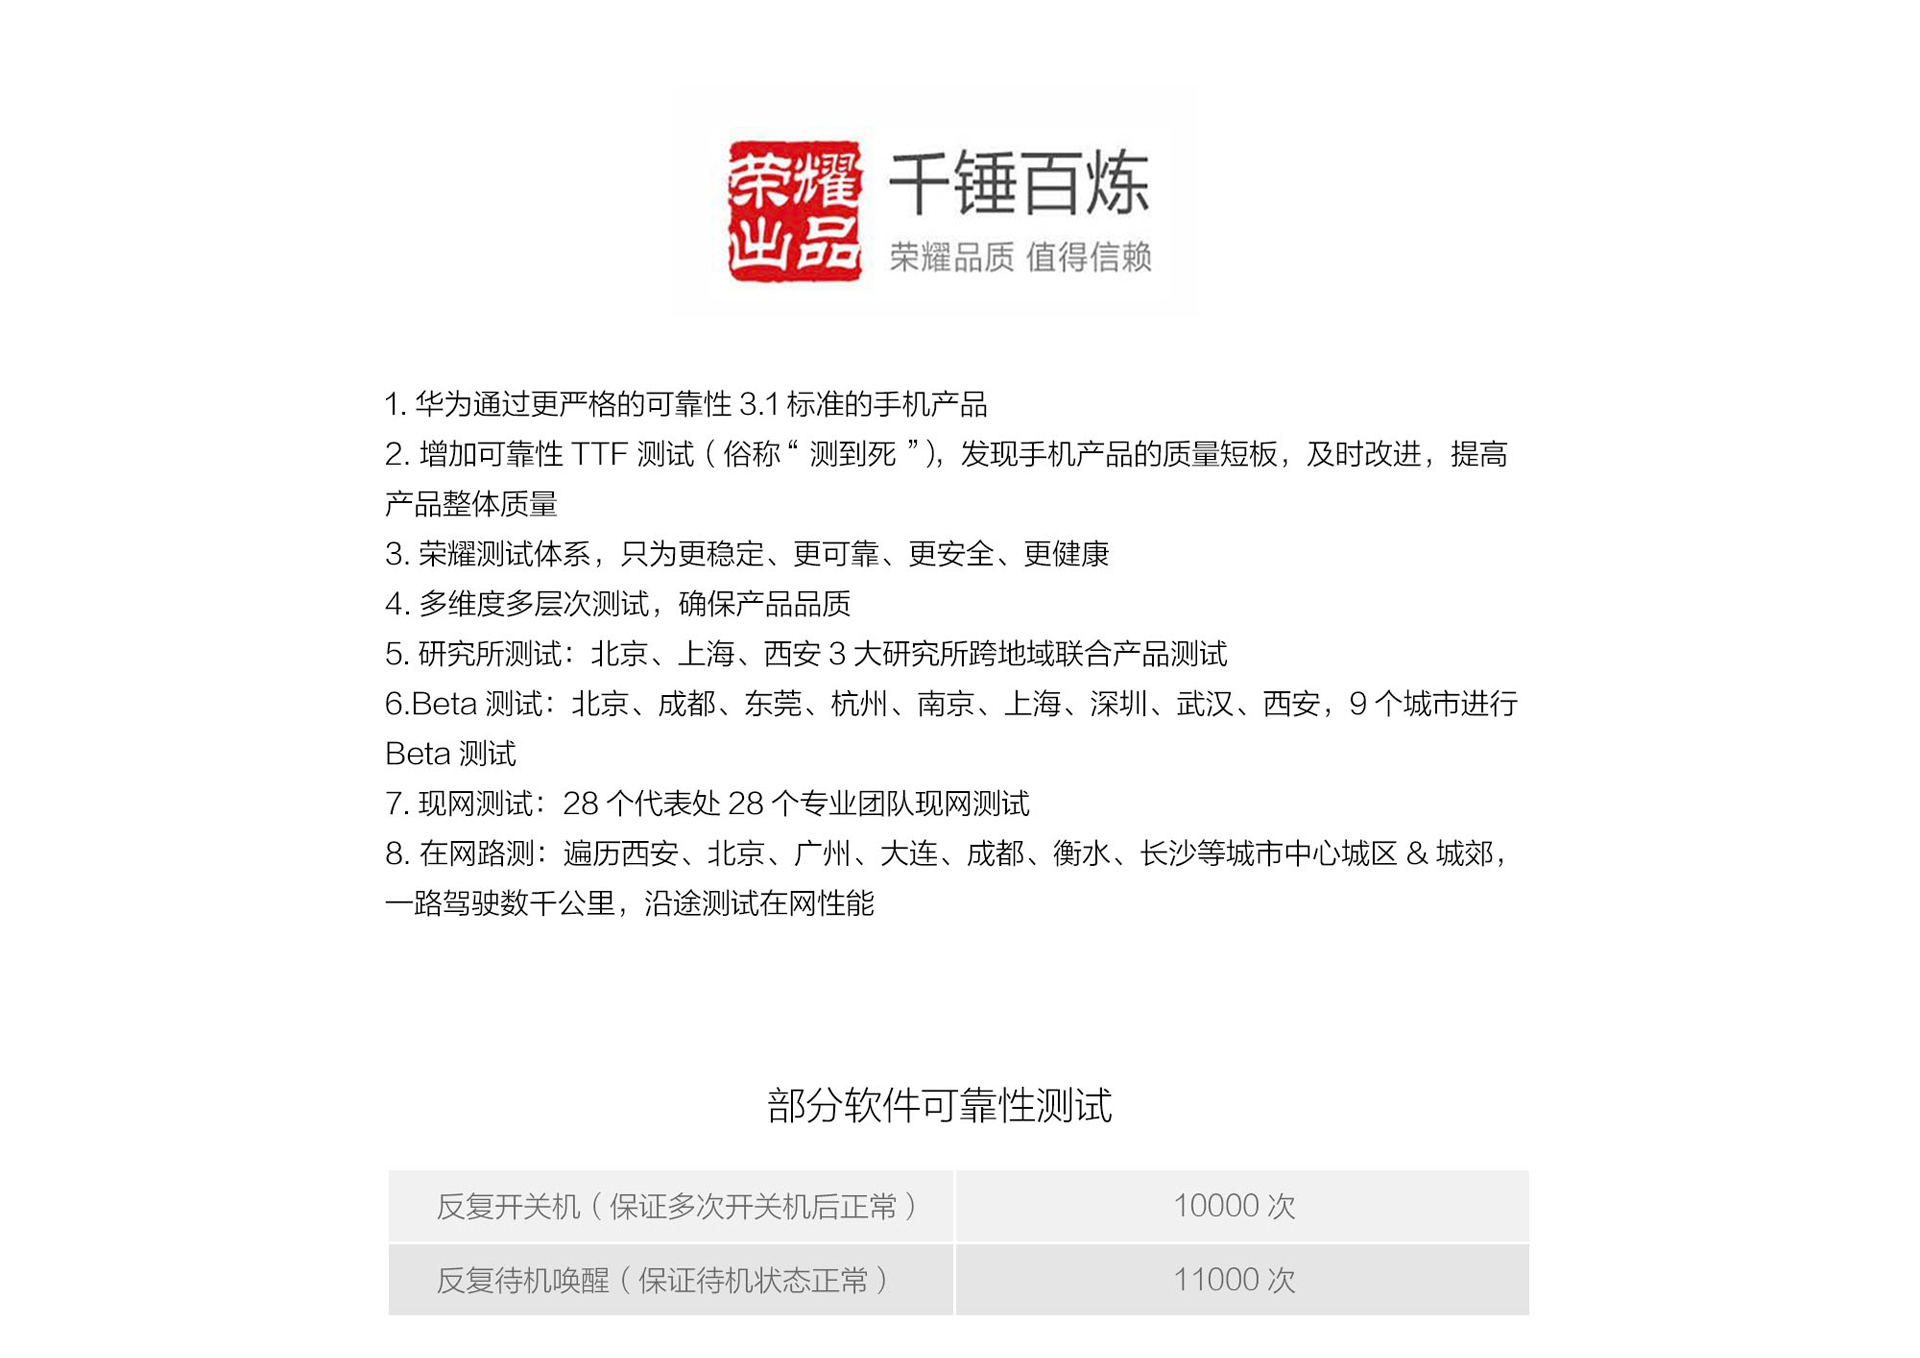 荣耀
出品
千锤百炼
荣耀品质 值得信赖
1. 华为通过更严格的可靠性 3.1 标准的手机产品
2. 增加可靠性 TTF 测试（俗称“ 测到死 ”），发现手机产品的质量短板，及时改进，提高
产品整体质量
3. 荣耀测试体系，只为更稳定、更可靠、更安全、更健康
4. 多维度多层次测试，确保产品品质
5. 研究所测试：北京、上海、西安 3 大研究所跨地域联合产品测试
6.Beta 测试：北京、成都、东莞、杭州、南京、上海、深圳、武汉、西安，9 个城市进行
Beta 测试
7. 现网测试：28 个代表处 28 个专业团队现网测试
8. 在网路测：遍历西安、北京、广州、大连、成都、衡水、长沙等城市中心城区 & 城郊，
一路驾驶数千公里，沿途测试在网性能
部分软件可靠性测试
反复开关机（保证多次开关机后正常） 10000 次
反复待机唤醒（保证待机状态正常） 11000 次